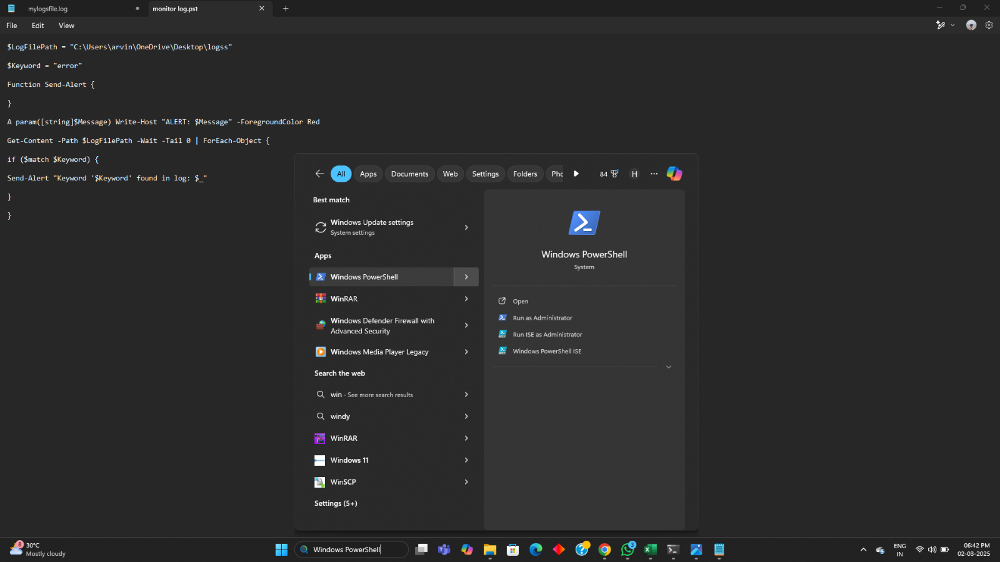 mylogsfile.log
monitor log.ps1
File Edit View
$LogFilePath = "C:\Users\arvin\OneDrive\Desktop\logss"
$Keyword = "error"
Function Send-Alert {
}
A param([string]$Message) Write-Host "ALERT: $Message" -ForegroundColor Red
Get-Content -Path $LogFilePath -Wait -Tail 0 | ForEach-Object {
if ($match $Keyword) {
Send-Alert "Keyword '$Keyword' found in log: $_"
}
}
All Apps Documents Web Settings Folders Phc 84 H
Best match
Windows Update settings
System settings
Apps
Windows PowerShell
WinRAR
Windows Defender Firewall with
Advanced Security
Windows Media Player Legacy
Search the web
win - See more search results
windy
WinRAR
Windows 11
WinSCP
Settings (5+)
Windows PowerShell
System
Open
Run as Administrator
Run ISE as Administrator
Windows PowerShell ISE
8
30°C
Mostly cloudy
Windows PowerShell
3
ENG
IN
06:42 PM
02-03-2025